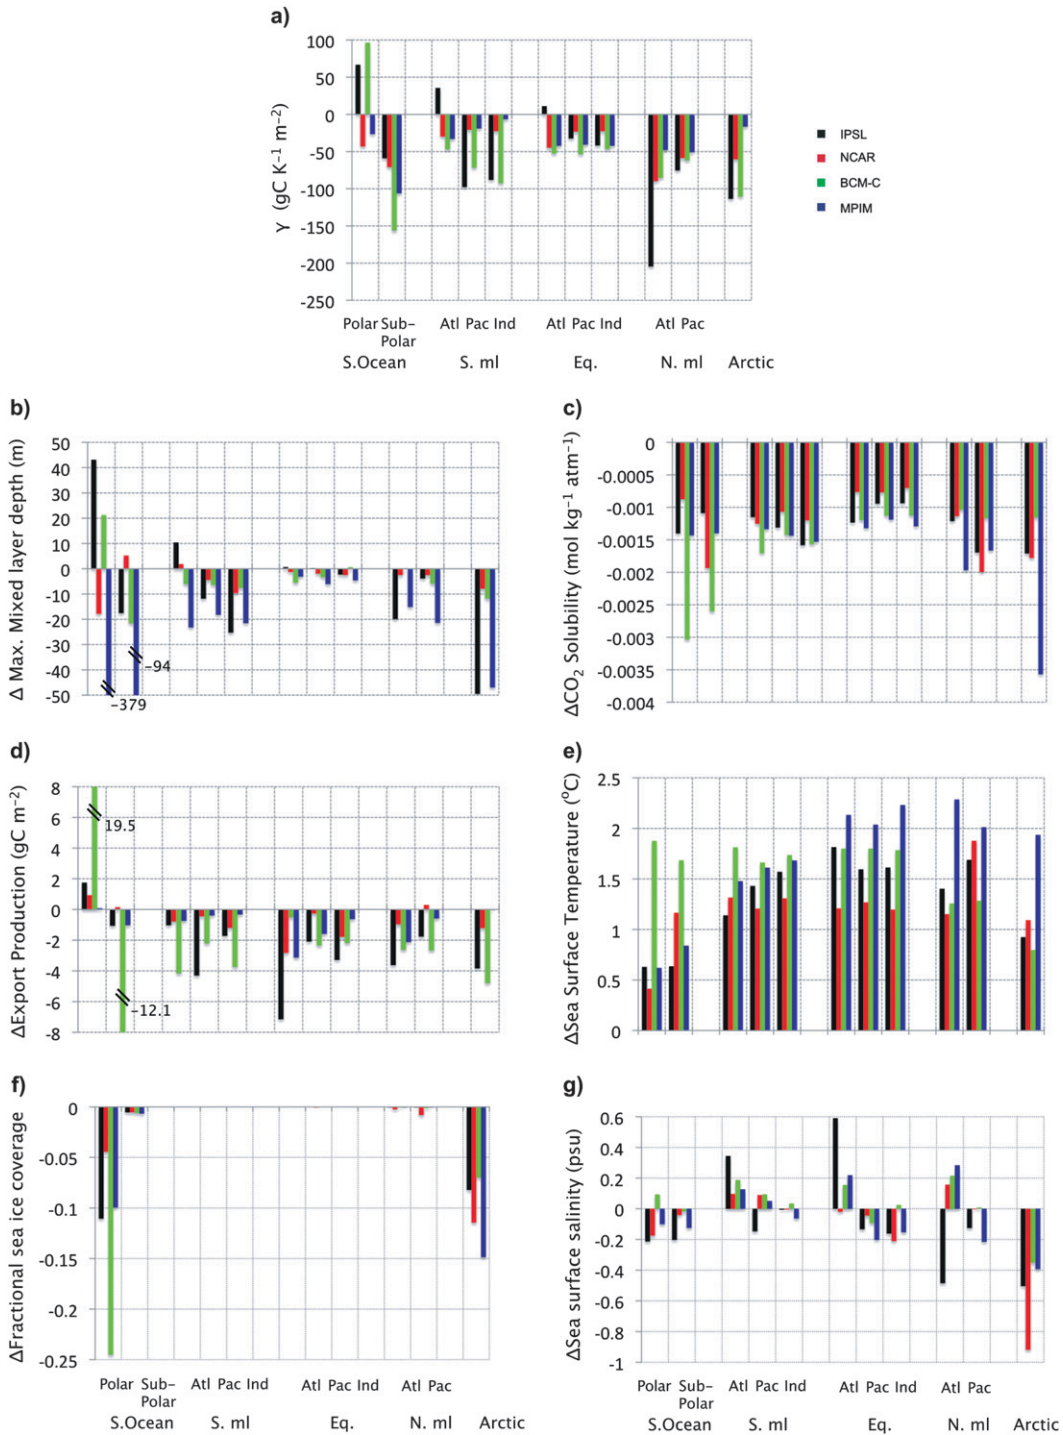 a)
γ (gC K⁻¹ m⁻²)
100
50
0
-50
-100
-150
-200
-250
IPSL
NCAR
BCM-C
MPIM
Polar Sub- Atl Pac Ind Atl Pac Ind Atl Pac
Polar
S.Ocean S. ml Eq. N. ml Arctic
b)
Δ Max. Mixed layer depth (m)
50
40
30
20
10
0
-10
-20
-30
-40
-50
-94
-379
c)
ΔCO₂ Solubility (mol kg⁻¹ atm⁻¹)
0
-0.0005
-0.001
-0.0015
-0.002
-0.0025
-0.003
-0.0035
-0.004
d)
ΔExport Production (gC m⁻²)
8
6
4
2
0
-2
-4
-6
-8
19.5
-12.1
e)
ΔSea Surface Temperature (°C)
2.5
2
1.5
1
0.5
0
f)
ΔFractional sea ice coverage
0
-0.05
-0.1
-0.15
-0.2
-0.25
Polar Sub- Atl Pac Ind Atl Pac Ind Atl Pac
Polar
S.Ocean S. ml Eq. N. ml Arctic
g)
ΔSea surface salinity (psu)
0.6
0.4
0.2
0
-0.2
-0.4
-0.6
-0.8
-1
Polar Sub- Atl Pac Ind Atl Pac Ind Atl Pac
Polar
S.Ocean S. ml Eq. N. ml Arctic